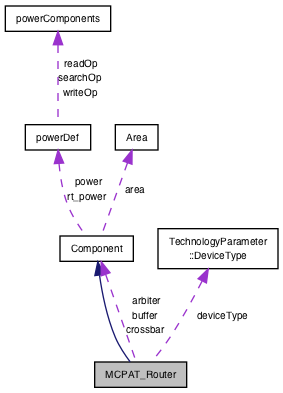 powerComponents
readOp
searchOp
writeOp
powerDef
Area
power
rt_power
area
Component
TechnologyParameter
::DeviceType
arbiter
buffer
crossbar
deviceType
MCPAT_Router